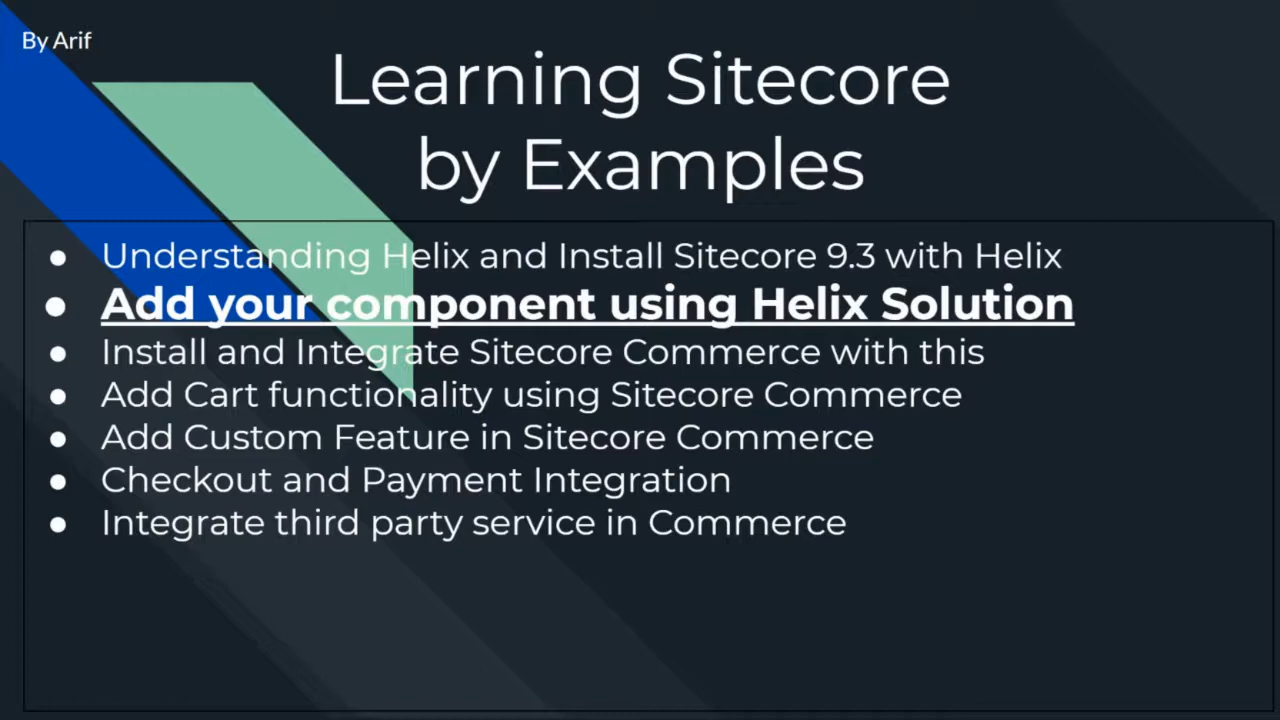 By Arif
Learning Sitecore
by Examples
● Understanding Helix and Install Sitecore 9.3 with Helix
● Add your component using Helix Solution
● Install and Integrate Sitecore Commerce with this
● Add Cart functionality using Sitecore Commerce
● Add Custom Feature in Sitecore Commerce
● Checkout and Payment Integration
● Integrate third party service in Commerce